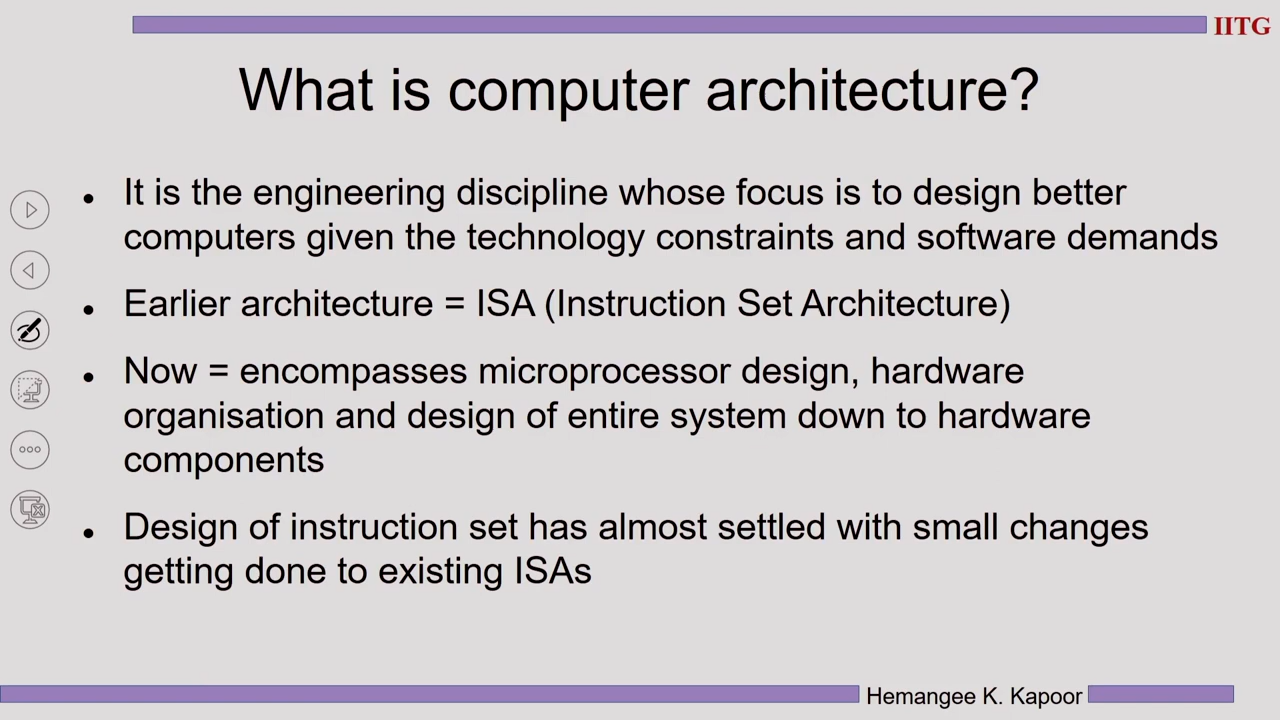 IITG
What is computer architecture?
• It is the engineering discipline whose focus is to design better
computers given the technology constraints and software demands
• Earlier architecture = ISA (Instruction Set Architecture)
• Now = encompasses microprocessor design, hardware
organisation and design of entire system down to hardware
components
• Design of instruction set has almost settled with small changes
getting done to existing ISAs
Hemangee K. Kapoor